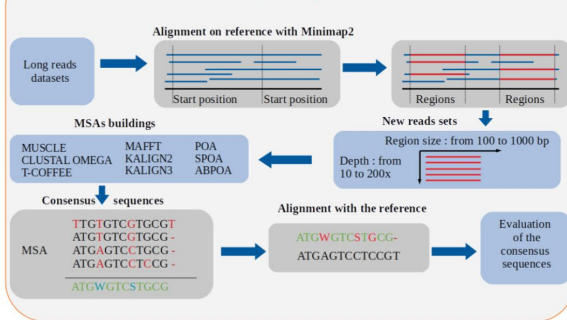 Alignment on reference with Minimap2
Long reads
datasets
Start position
Start position
Regions
Regions
New reads sets
Region size : from 100 to 1000 bp
Depth : from
10 to 200x
MSAs buildings
MUSCLE MAFFT POA
CLUSTAL OMEGA KALIGN2 SPOA
T-COFFEE KALIGN3 ABPOA
Consensus sequences
MSA
TTGTGTCGTGCGT
ATGTGTCGTGCG -
ATGAGTCCTGCG -
ATGAGTCCTCCG -
ATGWGTCSTGCG
Alignment with the reference
ATGWGTCSTGCG-
ATGAGTCCTCCGT
Evaluation
of the
consensus
sequences